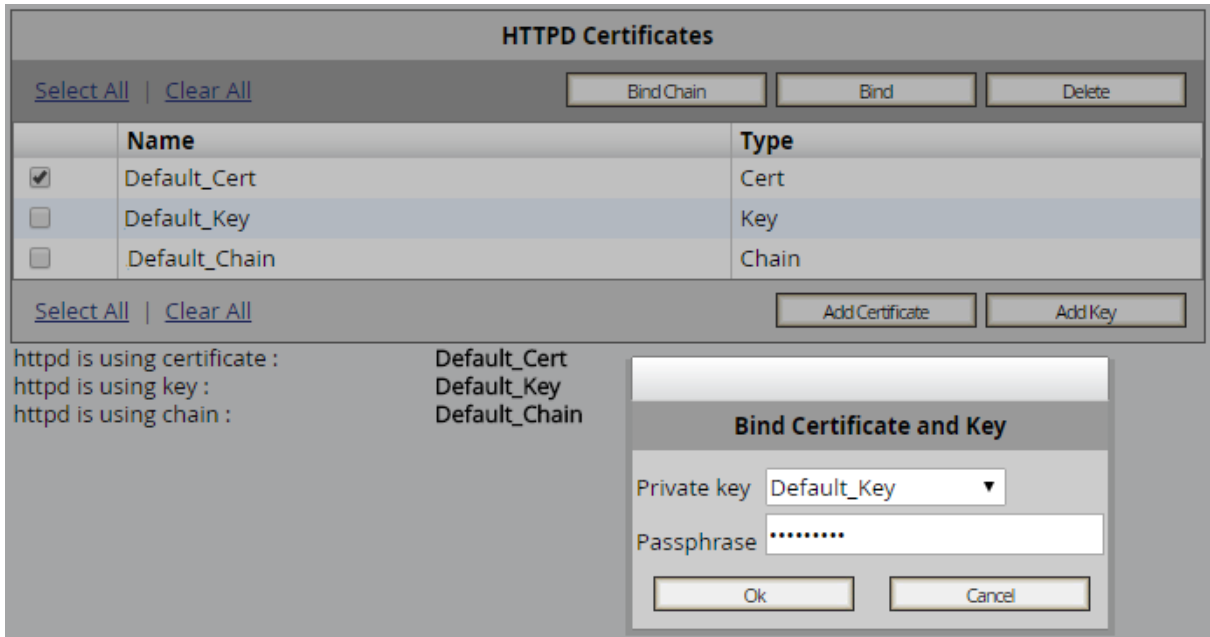 HTTPD Certificates
Select All | Clear All Bind Chain Bind Delete
Name Type
Default_Cert Cert
Default_Key Key
Default_Chain Chain
Select All | Clear All Add Certificate Add Key
httpd is using certificate : Default_Cert
httpd is using key : Default_Key
httpd is using chain : Default_Chain
Bind Certificate and Key
Private key Default_Key
Passphrase •••••••••
Ok Cancel